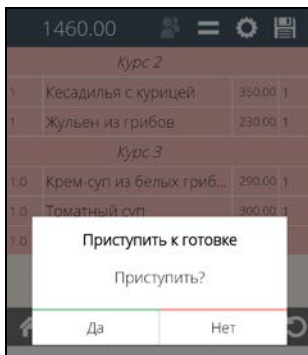 1460.00
Курс 2
1 Кесадилья с курицей 350.00 1
1 Жульен из грибов 230.00 1
Курс 3
1.0 Крем-суп из белых гриб... 290.00 1
1.0 Томатный суп 300.00 1
1.0
Приступить к готовке
Приступить?
Да Нет